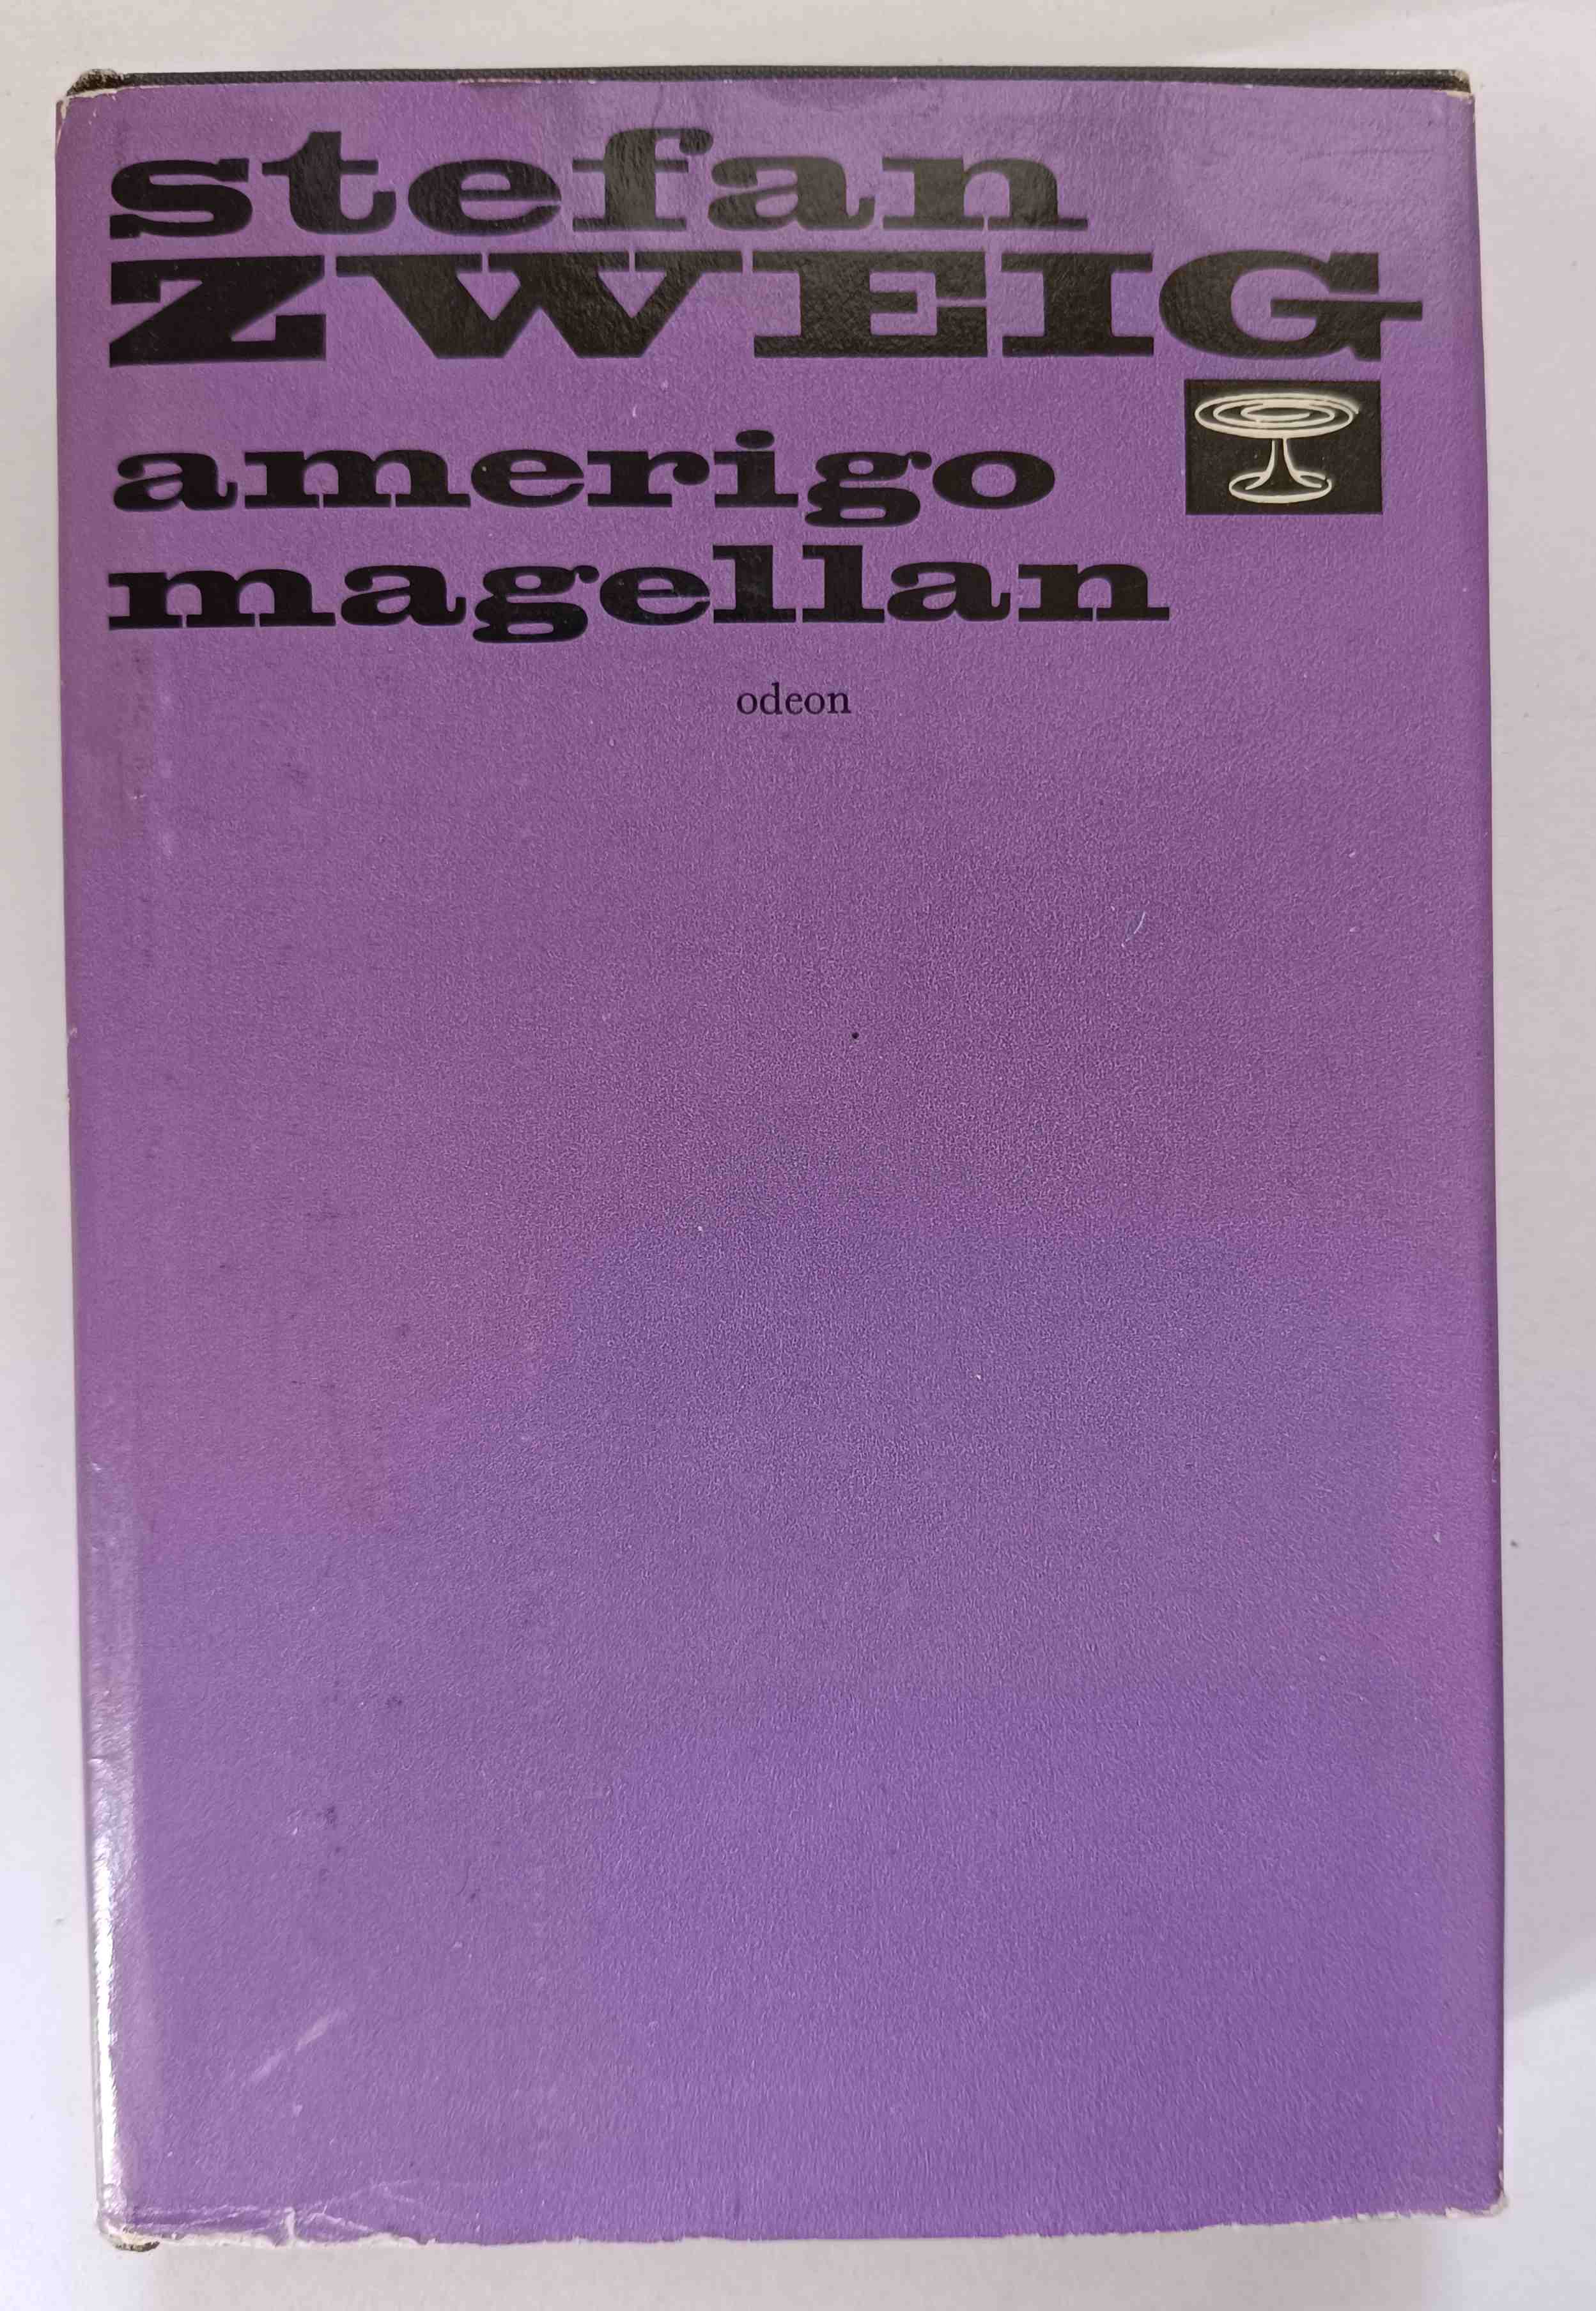 stefan
ZWEIG
amerigo
magellan
odeon